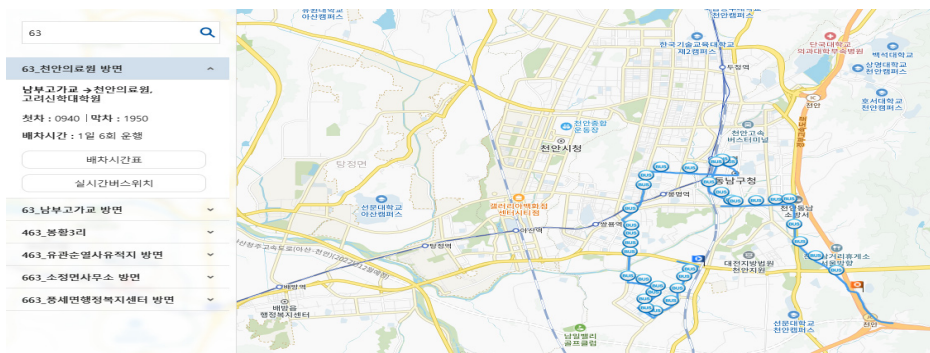 63
63_천안의료원 방면
남부고가교 → 천안의료원,
고려신학대학원
첫차 : 0940 | 막차 : 1950
배차시간 : 1일 6회 운행
배차시간표
실시간버스위치
63_남부고가교 방면
463_봉황3리
463_유관순열사유적지 방면
663_소정면사무소 방면
663_풍세면행정복지센터 방면
아산캠퍼스
천안캠퍼스
한국기술교육대학교
제2캠퍼스
단국대학교
의과대학부속병원
백석대학교
상명대학교
천안캠퍼스
호서대학교
천안캠퍼스
두정역
천안
경부고속도로
천안종합
운동장
천안고속
버스터미널
천안시청
탕정면
동남구청
봉명역
선문대학교
아산캠퍼스
갤러리아백화점
센터시티점
천안동남
소방서
쌍용역
아산역
탕정역
대전지방법원
천안지원
삼거리휴게소
서울방향
배방역
배방읍
행정복지센터
남일밸리
골프클럽
선문대학교
천안캠퍼스
천안
BUS